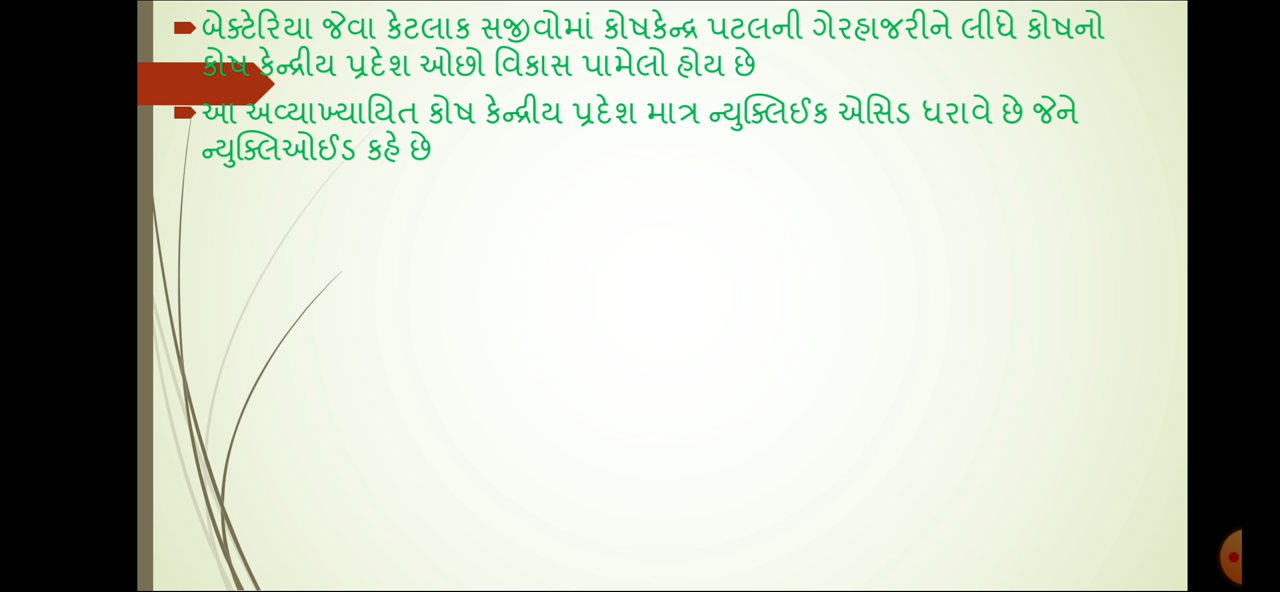 બેક્ટેરિયા જેવા કેટલાક સજીવોમાં કોષકેન્દ્ર પટલની ગેરહાજરીને લીધે કોષનો
કોષ કેન્દ્રીય પ્રદેશ ઓછો વિકાસ પામેલો હોય છે
આ અવ્યાખ્યાયિત કોષ કેન્દ્રીય પ્રદેશ માત્ર ન્યુક્લિઈક એસિડ ધરાવે છે જેને
ન્યુક્લિઓઈડ કહે છે